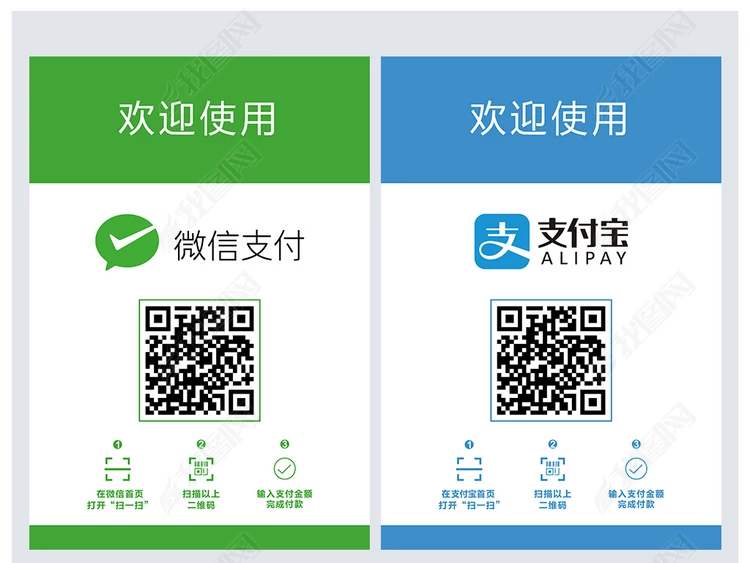 欢迎使用
微信支付
1
2
3
在微信首页
打开“扫一扫”
扫描以上
二维码
输入支付金额
完成付款
欢迎使用
支 支付宝
ALIPAY
1
2
3
在支付宝首页
打开“扫一扫”
扫描以上
二维码
输入支付金额
完成付款